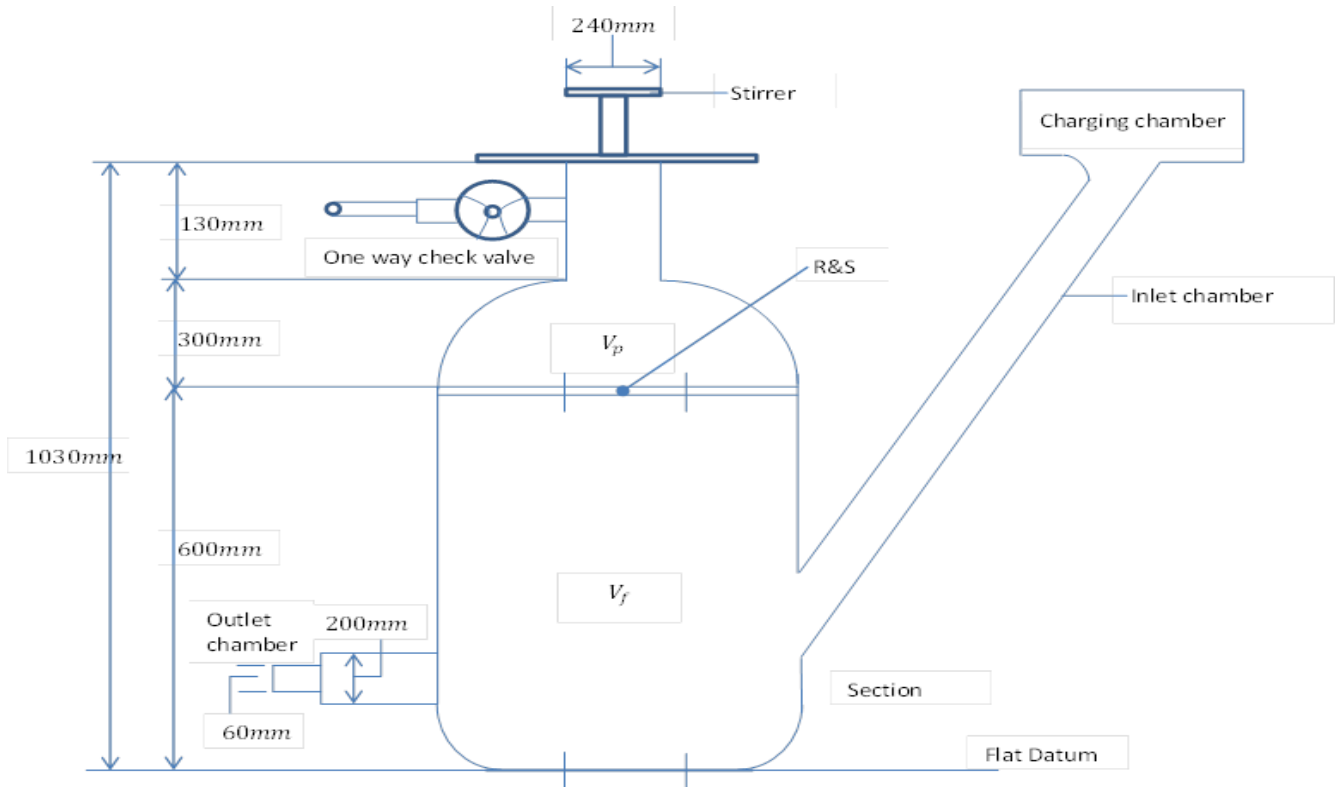 240mm
Stirrer
Charging chamber
130mm
One way check valve
R&S
Inlet chamber
300mm
V_p
1030mm
600mm
V_f
Outlet
chamber
200mm
60mm
Section
Flat Datum